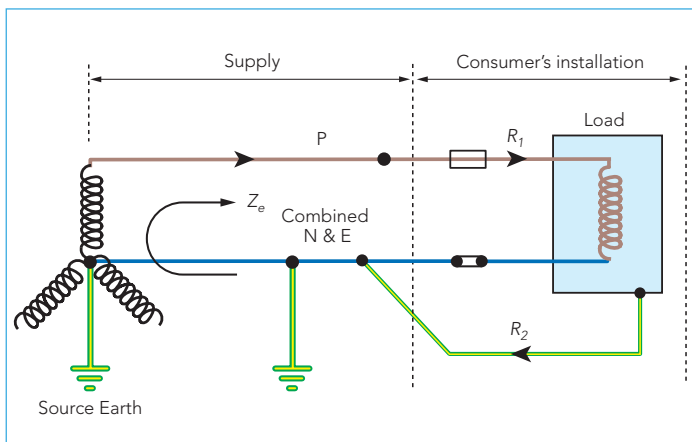 Supply
Consumer's installation
Load
P
R1
Ze
Combined
N & E
R2
Source Earth